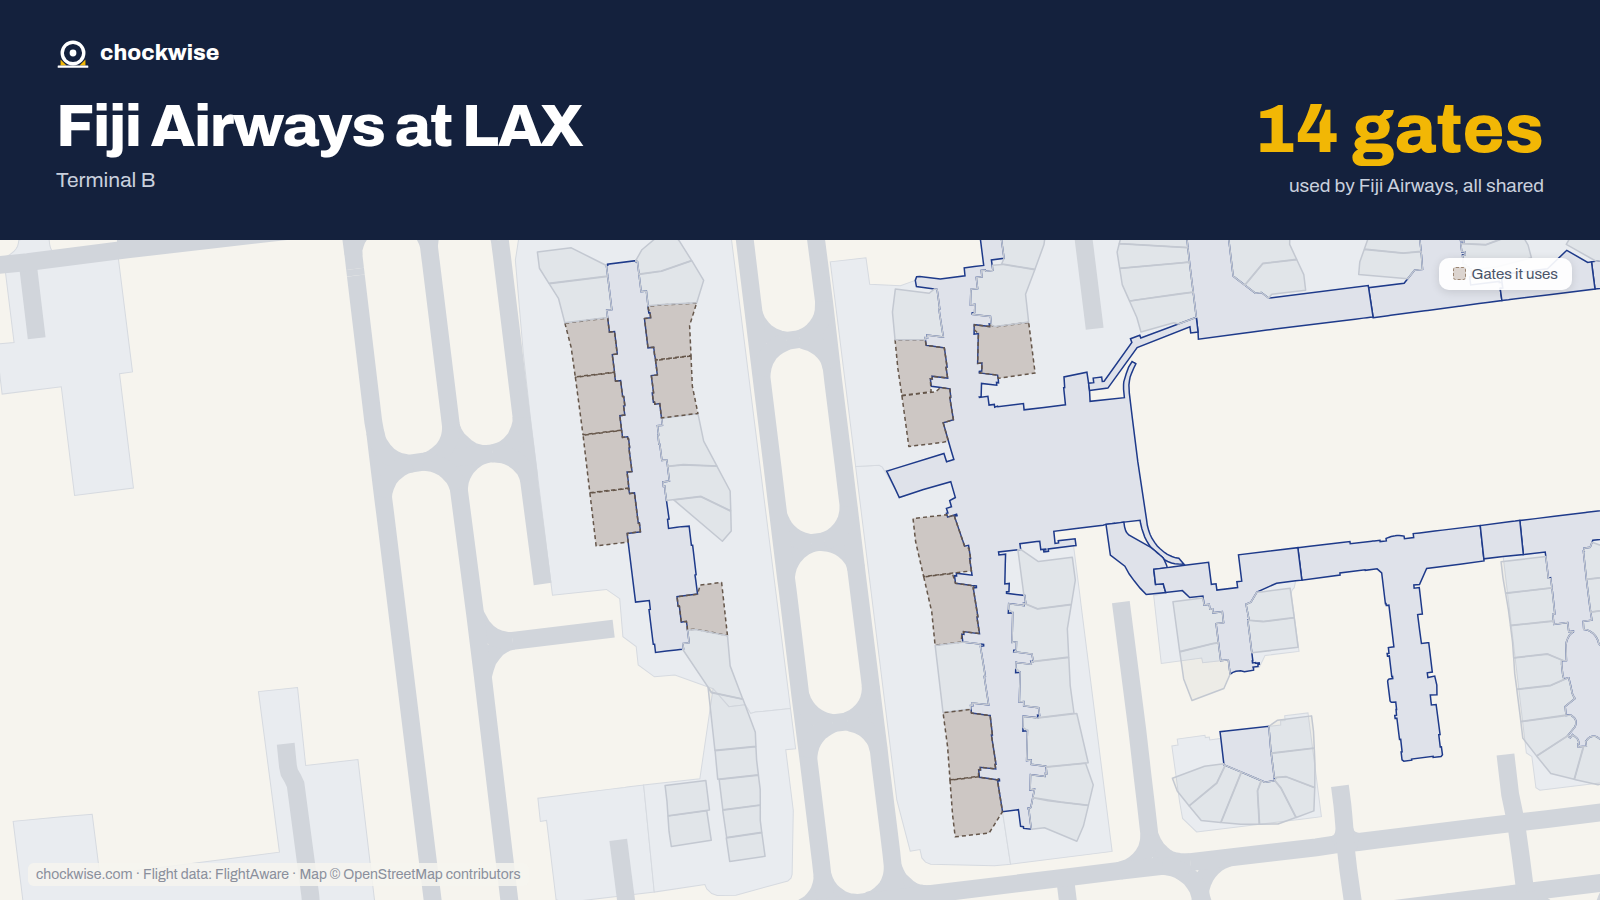 chockwise
Fiji Airways at LAX
Terminal B
14 gates
used by Fiji Airways, all shared
Gates it uses
chockwise.com · Flight data: FlightAware · Map © OpenStreetMap contributors